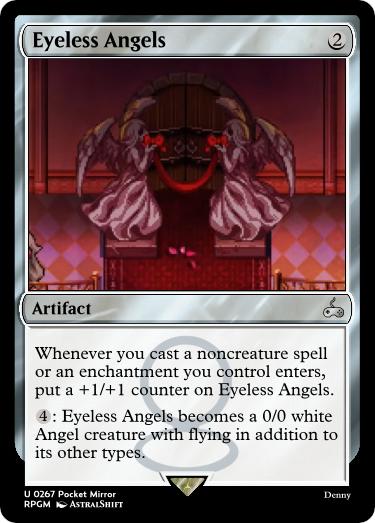 Eyeless Angels 2
Artifact
Whenever you cast a noncreature spell
or an enchantment you control enters,
put a +1/+1 counter on Eyeless Angels.
4: Eyeless Angels becomes a 0/0 white
Angel creature with flying in addition to
its other types.
U 0267 Pocket Mirror Denny
RPGM AstralShift